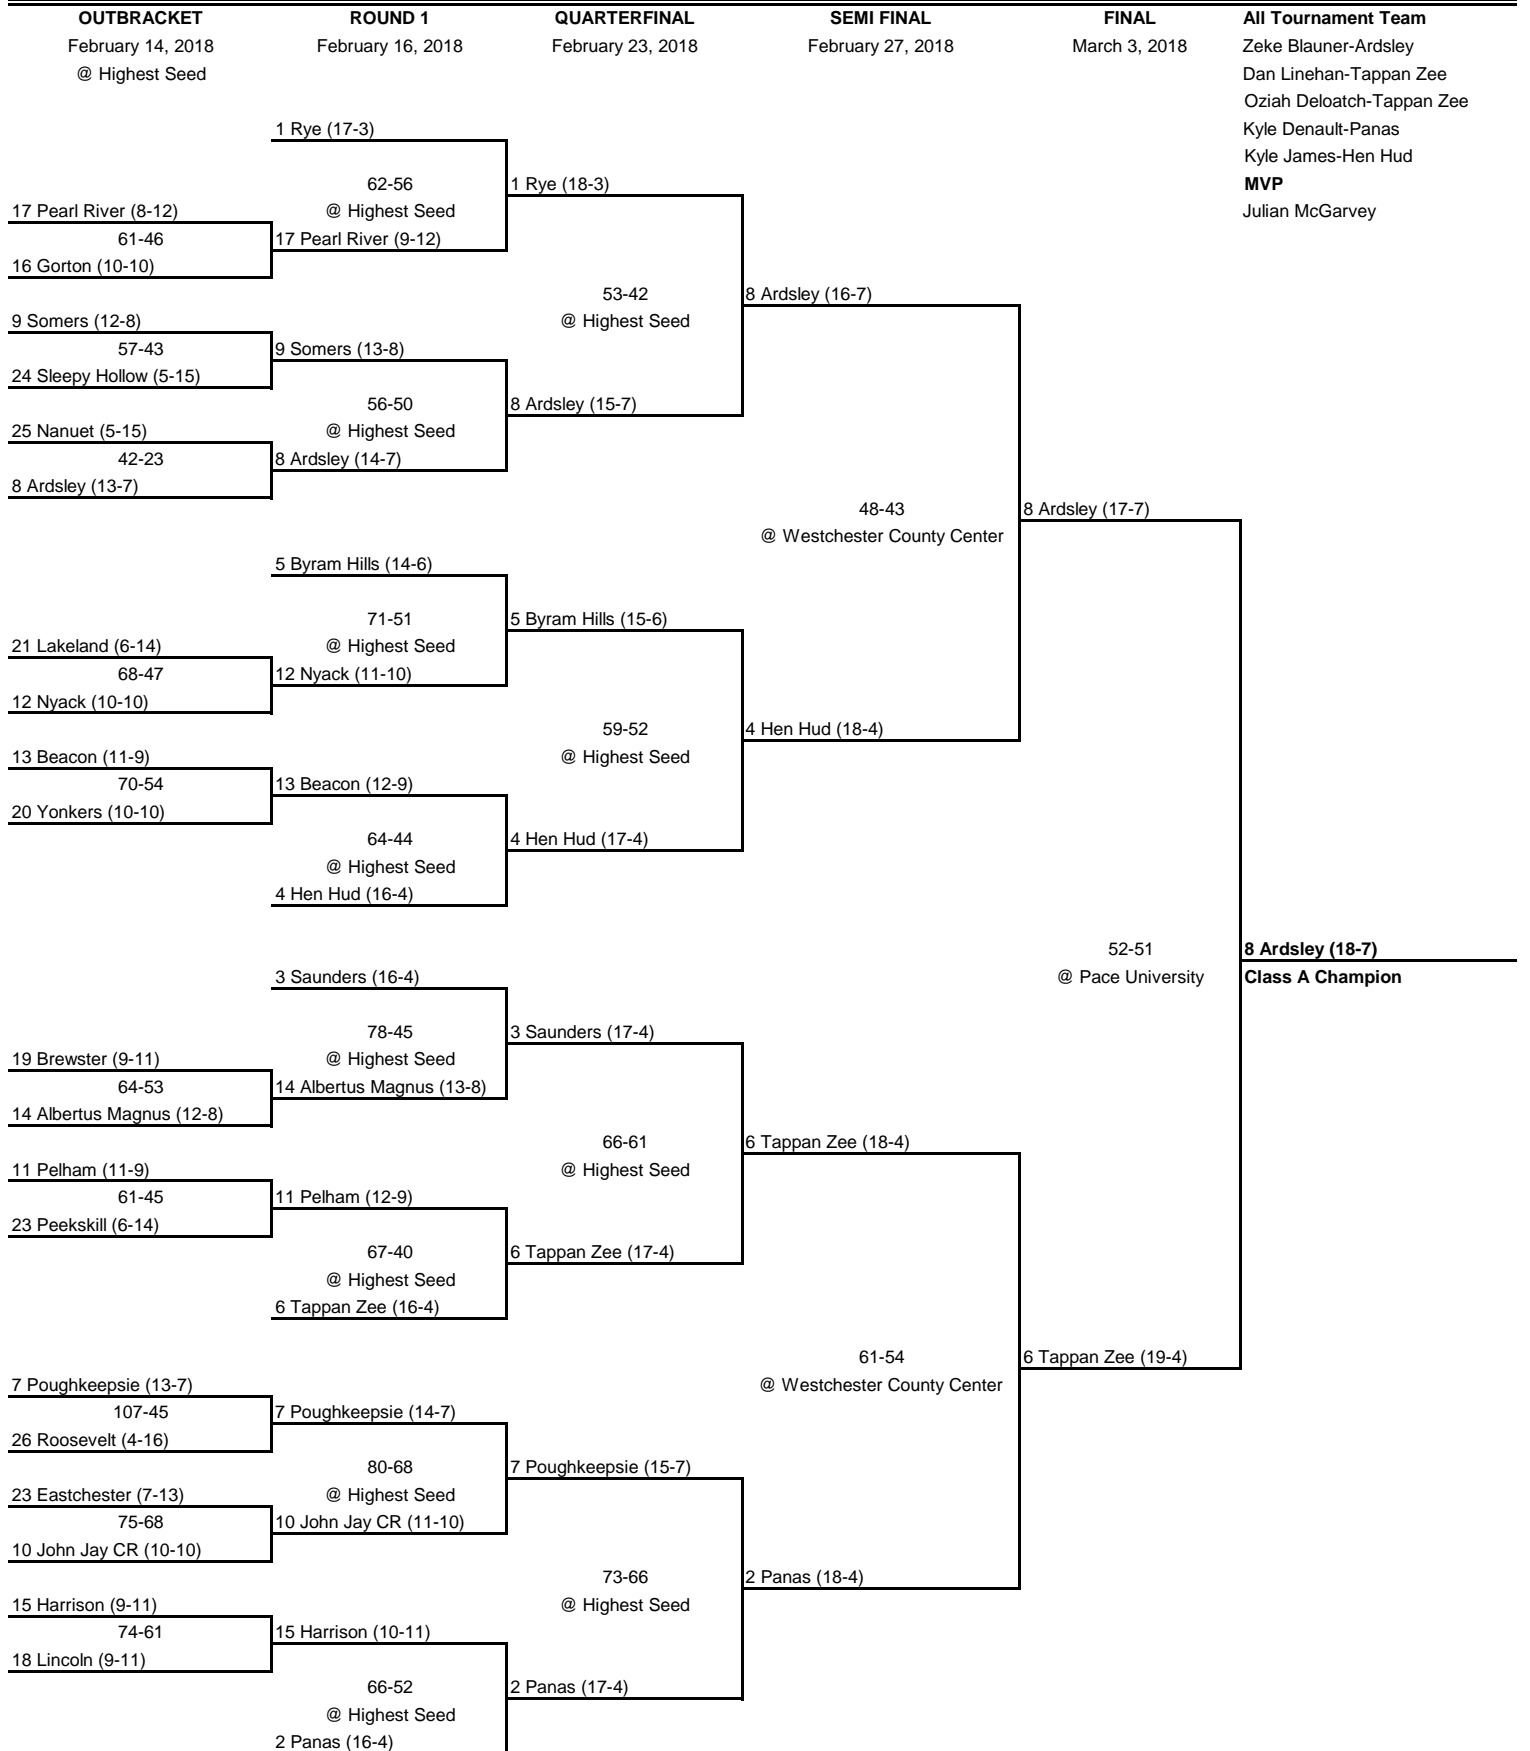 OUTBRACKET ROUND 1 QUARTERFINAL SEMI FINAL FINAL All Tournament Team
February 14, 2018 February 16, 2018 February 23, 2018 February 27, 2018 March 3, 2018 Zeke Blauner-Ardsley
@ Highest Seed Dan Linehan-Tappan Zee
Oziah Deloatch-Tappan Zee
1 Rye (17-3) Kyle Denault-Panas
Kyle James-Hen Hud
62-56 1 Rye (18-3) MVP
17 Pearl River (8-12) @ Highest Seed Julian McGarvey
61-46 17 Pearl River (9-12)
16 Gorton (10-10)
53-42 8 Ardsley (16-7)
9 Somers (12-8) @ Highest Seed
57-43 9 Somers (13-8)
24 Sleepy Hollow (5-15)
56-50 8 Ardsley (15-7)
25 Nanuet (5-15) @ Highest Seed
42-23 8 Ardsley (14-7)
8 Ardsley (13-7)
48-43 8 Ardsley (17-7)
@ Westchester County Center
5 Byram Hills (14-6)
71-51 5 Byram Hills (15-6)
21 Lakeland (6-14) @ Highest Seed
68-47 12 Nyack (11-10)
12 Nyack (10-10)
59-52 4 Hen Hud (18-4)
13 Beacon (11-9) @ Highest Seed
70-54 13 Beacon (12-9)
20 Yonkers (10-10)
64-44 4 Hen Hud (17-4)
@ Highest Seed
4 Hen Hud (16-4)
52-51 8 Ardsley (18-7)
3 Saunders (16-4) @ Pace University Class A Champion
78-45 3 Saunders (17-4)
19 Brewster (9-11) @ Highest Seed
64-53 14 Albertus Magnus (13-8)
14 Albertus Magnus (12-8)
66-61 6 Tappan Zee (18-4)
11 Pelham (11-9) @ Highest Seed
61-45 11 Pelham (12-9)
23 Peekskill (6-14)
67-40 6 Tappan Zee (17-4)
@ Highest Seed
6 Tappan Zee (16-4)
61-54 6 Tappan Zee (19-4)
7 Poughkeepsie (13-7) @ Westchester County Center
107-45 7 Poughkeepsie (14-7)
26 Roosevelt (4-16)
80-68 7 Poughkeepsie (15-7)
23 Eastchester (7-13) @ Highest Seed
75-68 10 John Jay CR (11-10)
10 John Jay CR (10-10)
73-66 2 Panas (18-4)
15 Harrison (9-11) @ Highest Seed
74-61 15 Harrison (10-11)
18 Lincoln (9-11)
66-52 2 Panas (17-4)
@ Highest Seed
2 Panas (16-4)